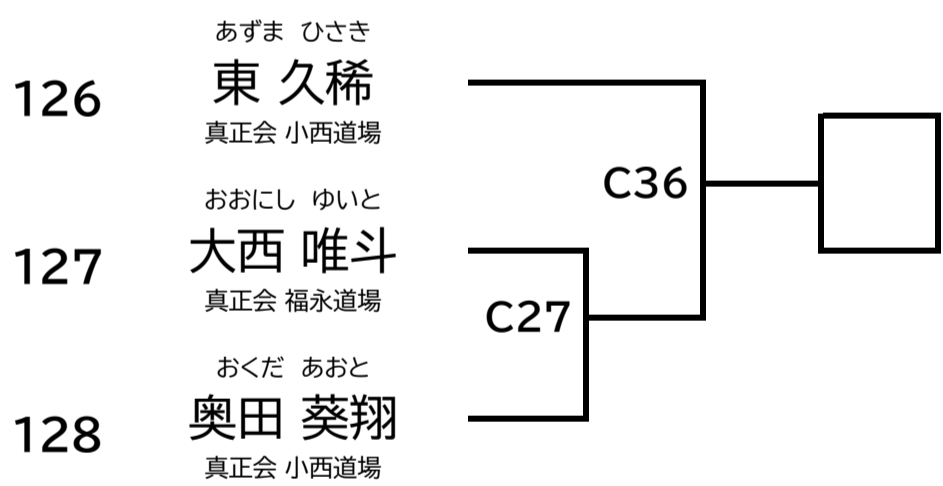 あずま ひさき
126 東 久稀
真正会 小西道場
C36
おおにし ゆいと
127 大西 唯斗
真正会 福永道場
C27
おくだ あおと
128 奥田 葵翔
真正会 小西道場